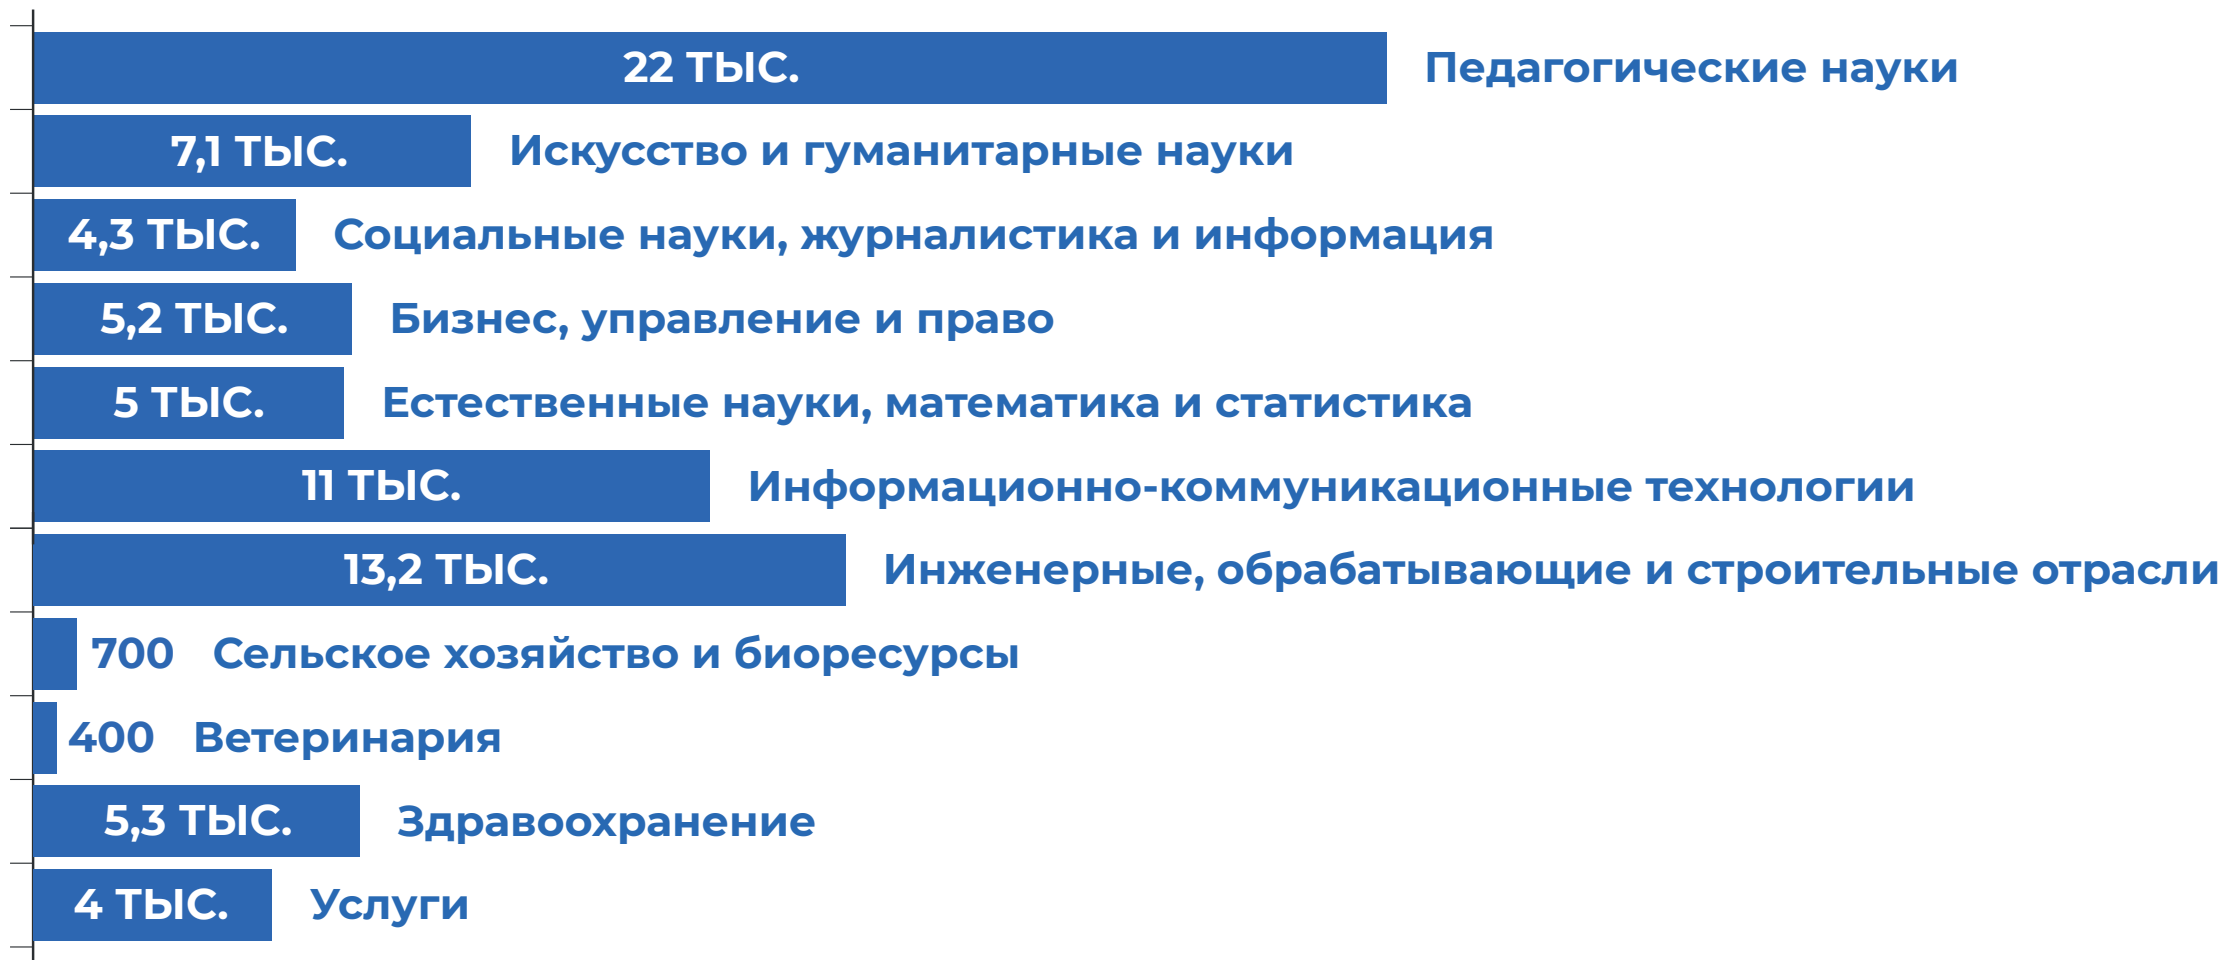 22 ТЫС. Педагогические науки
7,1 ТЫС. Искусство и гуманитарные науки
4,3 ТЫС. Социальные науки, журналистика и информация
5,2 ТЫС. Бизнес, управление и право
5 ТЫС. Естественные науки, математика и статистика
11 ТЫС. Информационно-коммуникационные технологии
13,2 ТЫС. Инженерные, обрабатывающие и строительные отрасли
700 Сельское хозяйство и биоресурсы
400 Ветеринария
5,3 ТЫС. Здравоохранение
4 ТЫС. Услуги